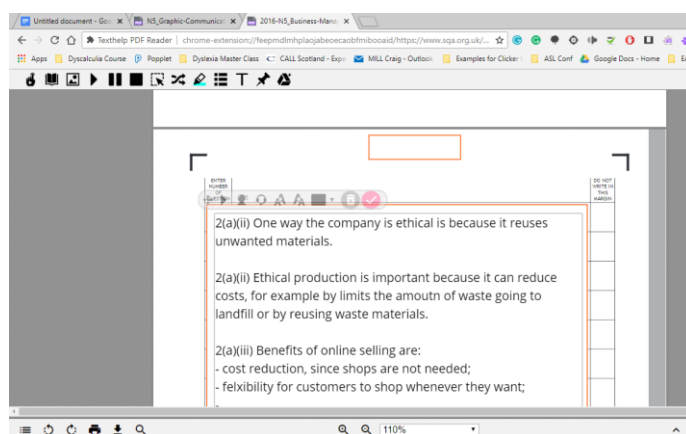 Untitled document - Goo
N5_Graphic-Communicat
2016-N5_Business-Mana
Texthelp PDF Reader | chrome-extension://feepmdlmhplaojabeoecaobfmibooaid/https://www.sqa.org.uk/...
Apps Dyscalculia Course Popplet Dyslexia Master Class CALL Scotland - Expe MILL Craig - Outlook Examples for Clicker ASL Conf Google Docs - Home
ENTER
NUMBER
OF
QUESTION
DO NOT
WRITE IN
THIS
MARGIN
2(a)(ii) One way the company is ethical is because it reuses
unwanted materials.
2(a)(ii) Ethical production is important because it can reduce
costs, for example by limits the amoutn of waste going to
landfill or by reusing waste materials.
2(a)(iii) Benefits of online selling are:
- cost reduction, since shops are not needed;
- felxibility for customers to shop whenever they want;
-
110%